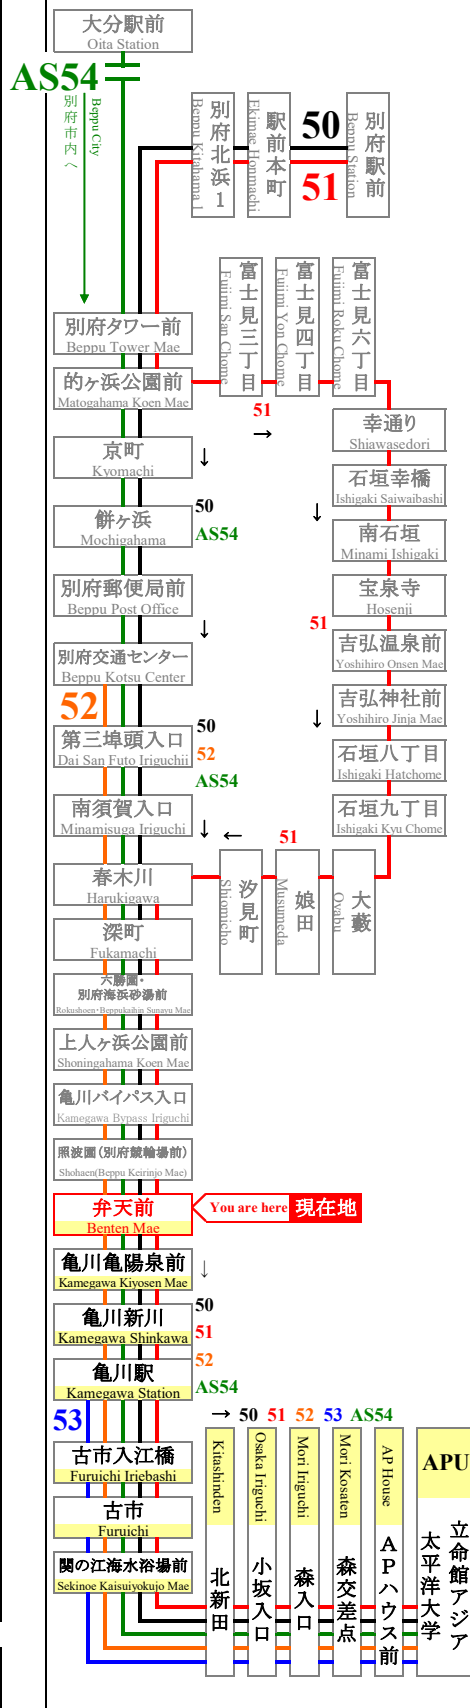 大分駅前
Oita Station
AS54
別府市内へ
Beppu City
別府北浜1
Beppu Kitahama 1
駅前本町
Ekimae Honmachi
50
51
別府駅前
Beppu Station
別府タワー前
Beppu Tower Mae
的ヶ浜公園前
Matogahama Koen Mae
富士見三丁目
Fujimi San Chome
富士見四丁目
Fujimi Yon Chome
富士見六丁目
Fujimi Roku Chome
51
→
幸通り
Shiawasedori
京町
Kyomachi
↓
石垣幸橋
Ishigaki Saiwaibashi
餅ヶ浜
Mochigahama
50
AS54
↓
南石垣
Minami Ishigaki
別府郵便局前
Beppu Post Office
↓
宝泉寺
Hosenji
51
吉弘温泉前
Yoshihiro Onsen Mae
別府交通センター
Beppu Kotsu Center
52
吉弘神社前
Yoshihiro Jinja Mae
↓
第三埠頭入口
Dai San Futo Iriguchii
50
52
AS54
石垣八丁目
Ishigaki Hatchome
南須賀入口
Minamisuga Iriguchi
↓
←
51
石垣九丁目
Ishigaki Kyu Chome
春木川
Harukigawa
汐見町
Shiomicho
娘田
Musumeda
大藪
Oyabu
深町
Fukamachi
六勝園・
別府海浜砂湯前
Rokushoen・Beppukaihin Sunayu Mae
上人ヶ浜公園前
Shoningahama Koen Mae
亀川バイパス入口
Kamegawa Bypass Iriguchi
照波園(別府競輪場前)
Shohaen(Beppu Keirinjo Mae)
弁天前
Benten Mae
You are here 現在地
亀川亀陽泉前
Kamegawa Kiyosen Mae
↓
亀川新川
Kamegawa Shinkawa
50
51
52
AS54
亀川駅
Kamegawa Station
53
→ 50 51 52 53 AS54
古市入江橋
Furuichi Iriebashi
古市
Furuichi
関の江海水浴場前
Sekinoe Kaisuiyokujo Mae
Kitashinden
北新田
Osaka Iriguchi
小坂入口
Mori Iriguchi
森入口
Mori Kosaten
森交差点
AP House
APハウス前
APU
立命館アジア
太平洋大学